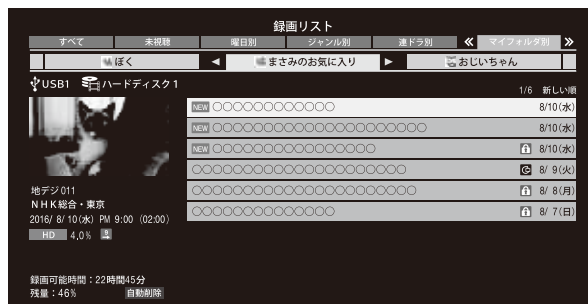 録画リスト
すべて 未視聴 曜日別 ジャンル別 連ドラ別 ≪ マイフォルダ別 ≫
ぼく ◀ まさみのお気に入り ▶ おじいちゃん
USB1 ハードディスク1
1/6 新しい順
NEW ○○○○○○○○○○○○ 8/10(水)
NEW ○○○○○○○○○○○○○○○○○○○○○ 8/10(水)
NEW ○○○○○○○○○○○○○○○○ 8/10(水)
○○○○○○○○○○○○○○○○○○○○○ 8/ 9(火)
○○○○○○○○○○○○○○○○○○○○○○ 8/ 8(月)
○○○○○○○○○○○○○○ 8/ 7(日)
地デジ011
NHK総合・東京
2016/ 8/10(水) PM 9:00 (02:00)
HD 4.0% 9
録画可能時間：22時間45分
残量：46% 自動削除